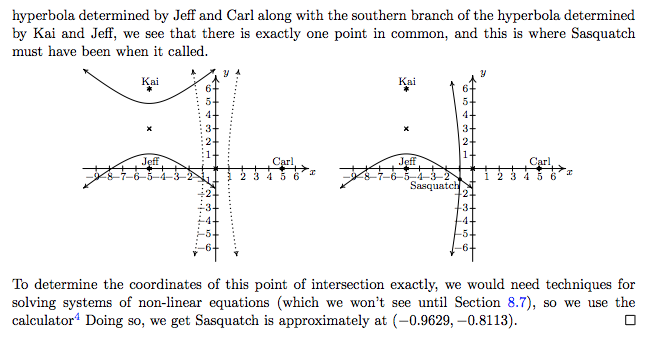 hyperbola determined by Jeff and Carl along with the southern branch of the hyperbola determined
by Kai and Jeff, we see that there is exactly one point in common, and this is where Sasquatch
must have been when it called.
y
Kai
6
5
4
3
2
1
Jeff
Carl
−9−8−7−6−5−4−3−2−1 1 2 3 4 5 6 x
−2
−3
−4
−5
−6
y
Kai
6
5
4
3
2
1
Jeff
Carl
−9−8−7−6−5−4−3−2 1 2 3 4 5 6 x
Sasquatch
−2
−3
−4
−5
−6
To determine the coordinates of this point of intersection exactly, we would need techniques for
solving systems of non-linear equations (which we won't see until Section 8.7), so we use the
calculator⁴ Doing so, we get Sasquatch is approximately at (−0.9629, −0.8113). □